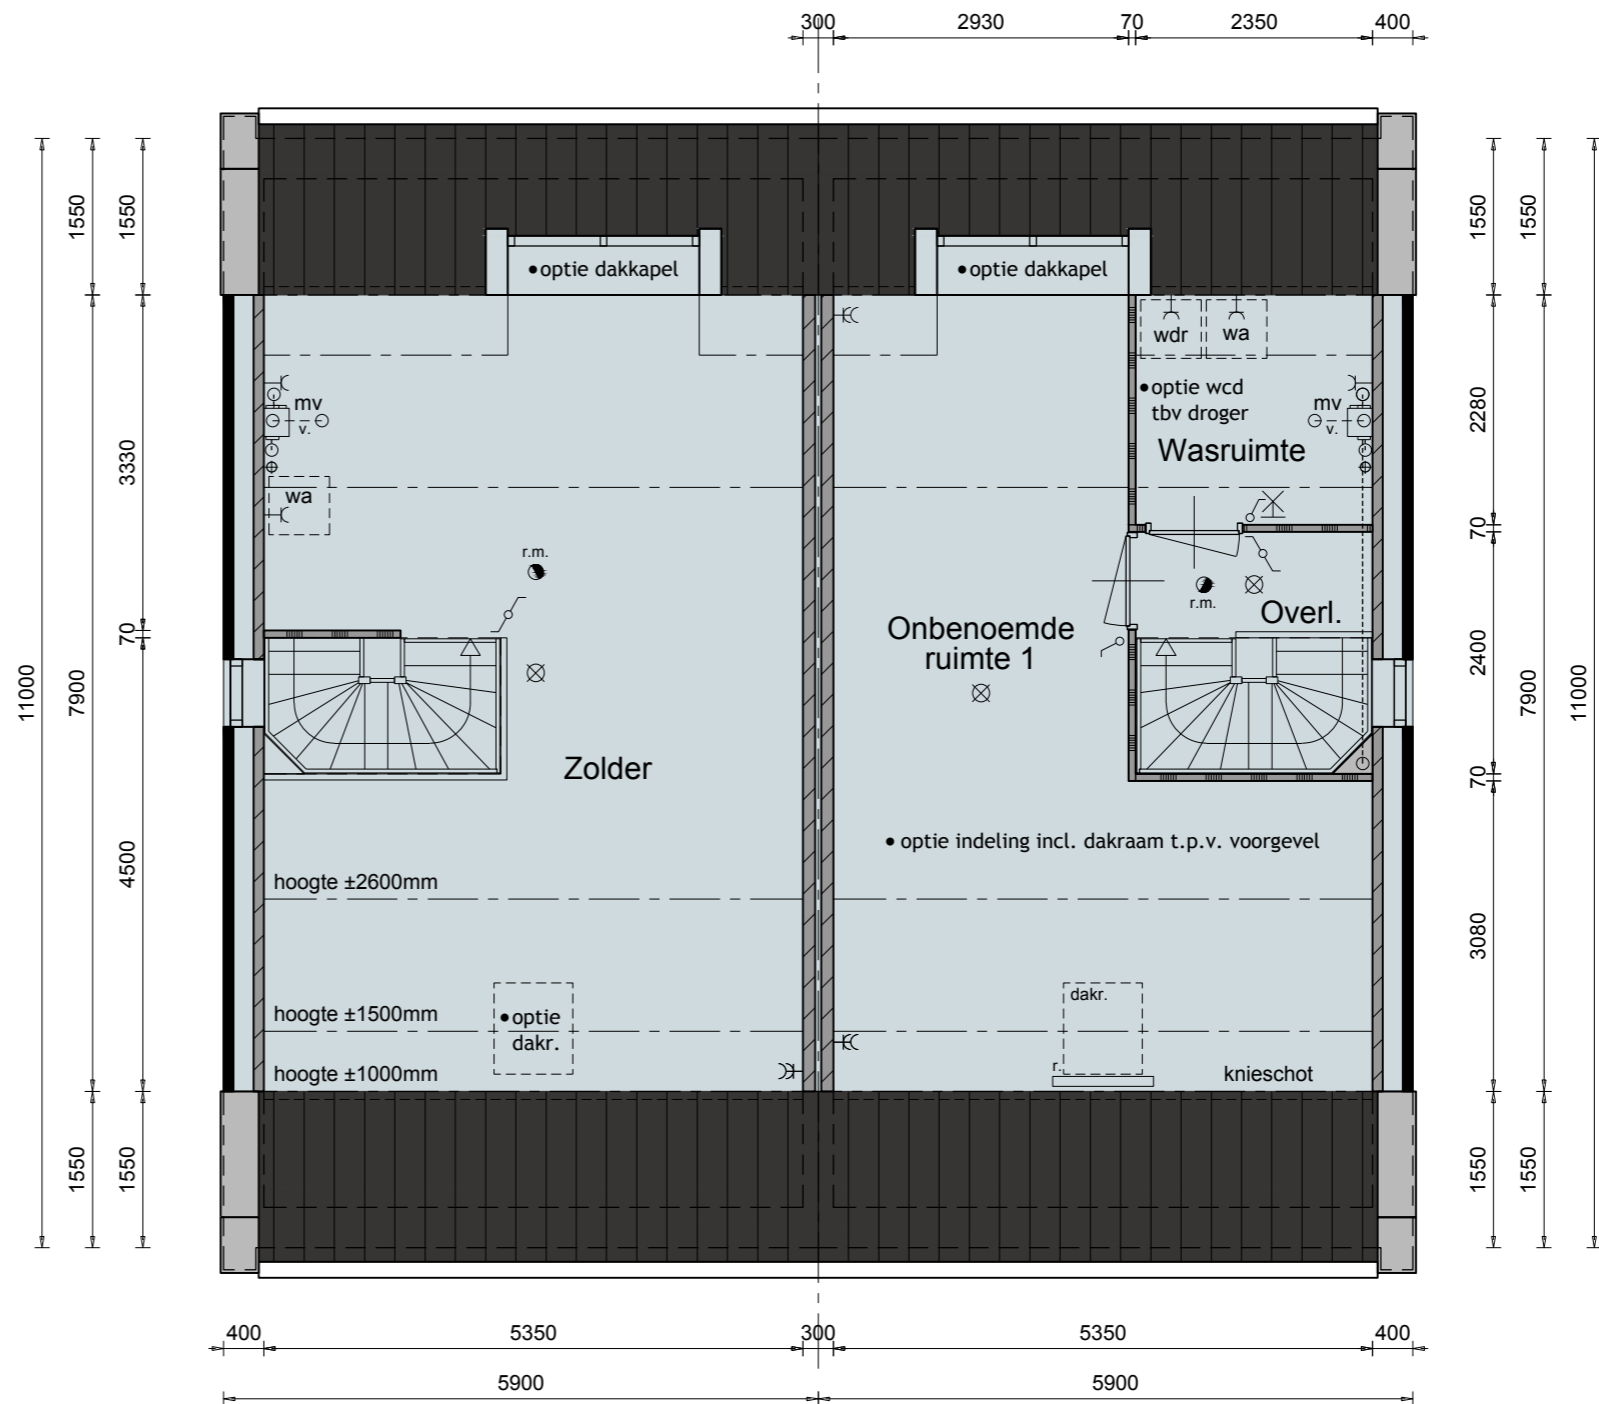 300 2930 70 2350 400
1550 1550
1550 1550
optie dakkapel
optie dakkapel
wdr wa
optie wcd
tbv droger
mv
v.
mv
v.
Wasruimte
2280
3330
wa
70
r.m.
r.m.
Overl.
Onbenoemde
ruimte 1
70
2400
11000
7900
7900
11000
Zolder
70
optie indeling incl. dakraam t.p.v. voorgevel
4500
hoogte ±2600mm
3080
dakr.
hoogte ±1500mm
optie
dakr.
r.
hoogte ±1000mm
knieschot
1550 1550
1550 1550
400 5350 300 5350 400
5900 5900